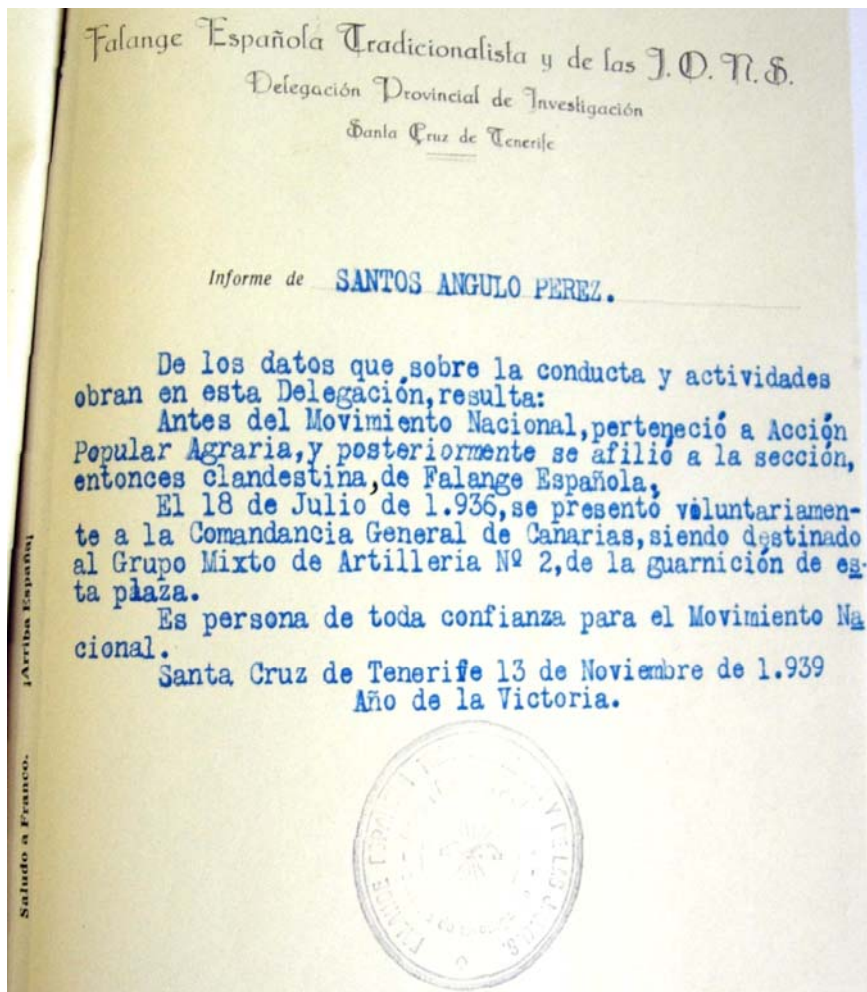 Falange Española Tradicionalista y de las J. O. N. S.
Delegación Provincial de Investigación
Santa Cruz de Tenerife
Informe de SANTOS ANGULO PEREZ.
De los datos que sobre la conducta y actividades
obran en esta Delegación,resulta:
Antes del Movimiento Nacional,perteneció a Acción
Popular Agraria,y posteriormente se afilió a la sección,
entonces clandestina,de Falange Española,
El 18 de Julio de 1.936,se presentó voluntariamen-
te a la Comandancia General de Canarias,siendo destinado
al Grupo Mixto de Artilleria Nº 2,de la guarnición de es-
ta plaza.
Es persona de toda confianza para el Movimiento Na
cional.
Santa Cruz de Tenerife 13 de Noviembre de 1.939
Año de la Victoria.
Saludo a Franco. ¡Arriba España¡
Y DE LAS J.O.N.S.